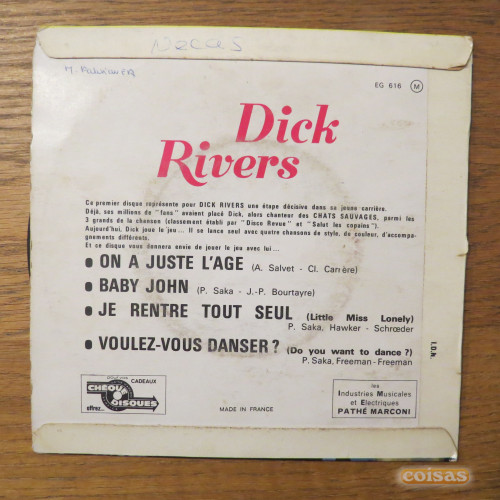 EG 616 M
Dick
Rivers
Ce premier disque représente pour DICK RIVERS une étape décisive dans sa jeune carrière.
Déjà, ses millions de "fans" avaient placé Dick, alors chanteur des CHATS SAUVAGES, parmi les
3 grands de la chanson (classement établi par "Disco Revue" et "Salut les copains").
Aujourd'hui, Dick joue le jeu... Il se lance seul avec quatre chansons de style, de couleur, d'accompa-
gnements différents.
Et ce disque vous donnera envie de jouer le jeu avec lui...
• ON A JUSTE L'AGE (A. Salvet - Cl. Carrère)
• BABY JOHN (P. Saka - J.-P. Bourtayre)
• JE RENTRE TOUT SEUL (Little Miss Lonely)
P. Saka, Hawker - Schrœder
• VOULEZ-VOUS DANSER ? (Do you want to dance ?)
P. Saka, Freeman - Freeman
I.D.N.
CADEAUX
CHÈQUE
DISQUES
offrez...
MADE IN FRANCE
Les
Industries Musicales
et Electriques
PATHÉ MARCONI
coisas